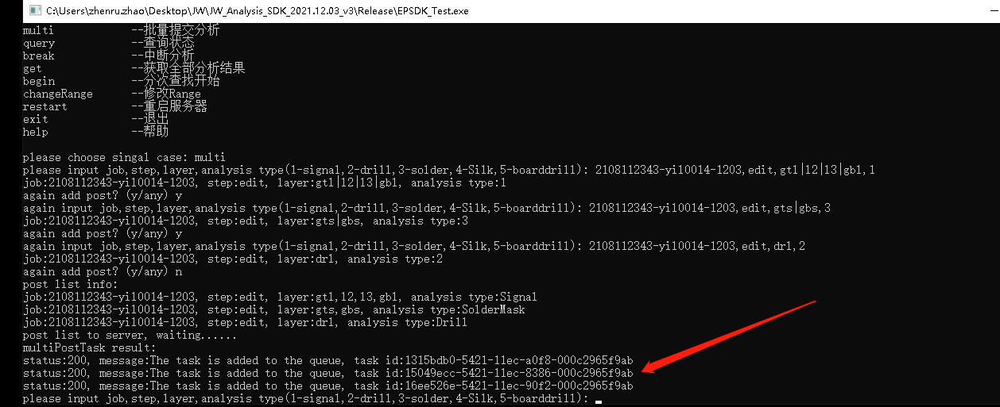 C:\Users\zhenru.zhao\Desktop\JW\JW_Analysis_SDK_2021.12.03_v3\Release\EPSDK_Test.exe
multi --批量提交分析
query --查询状态
break --中断分析
get --获取全部分析结果
begin --分次查找开始
changeRange --修改Range
restart --重启服务器
exit --退出
help --帮助
please choose singal case: multi
please input job,step,layer,analysis type(1-signal,2-drill,3-solder,4-Silk,5-boarddrill): 2108112343-yi10014-1203,edit,gtl|l2|l3|gbl,1
job:2108112343-yi10014-1203, step:edit, layer:gtl|l2|l3|gbl, analysis type:1
again add post? (y/any) y
again input job,step,layer,analysis type(1-signal,2-drill,3-solder,4-Silk,5-boarddrill): 2108112343-yi10014-1203,edit,gts|gbs,3
job:2108112343-yi10014-1203, step:edit, layer:gts|gbs, analysis type:3
again add post? (y/any) y
again input job,step,layer,analysis type(1-signal,2-drill,3-solder,4-Silk,5-boarddrill): 2108112343-yi10014-1203,edit,drl,2
job:2108112343-yi10014-1203, step:edit, layer:drl, analysis type:2
again add post? (y/any) n
post list info:
job:2108112343-yi10014-1203, step:edit, layer:gtl,l2,l3,gbl, analysis type:Signal
job:2108112343-yi10014-1203, step:edit, layer:gts,gbs, analysis type:SolderMask
job:2108112343-yi10014-1203, step:edit, layer:drl, analysis type:Drill
post list to server, waiting......
multiPostTask result:
status:200, message:The task is added to the queue, task id:1315bdb0-5421-11ec-a0f8-000c2965f9ab
status:200, message:The task is added to the queue, task id:15049ecc-5421-11ec-8386-000c2965f9ab
status:200, message:The task is added to the queue, task id:16ee526e-5421-11ec-90f2-000c2965f9ab
please input job,step,layer,analysis type(1-signal,2-drill,3-solder,4-Silk,5-boarddrill):